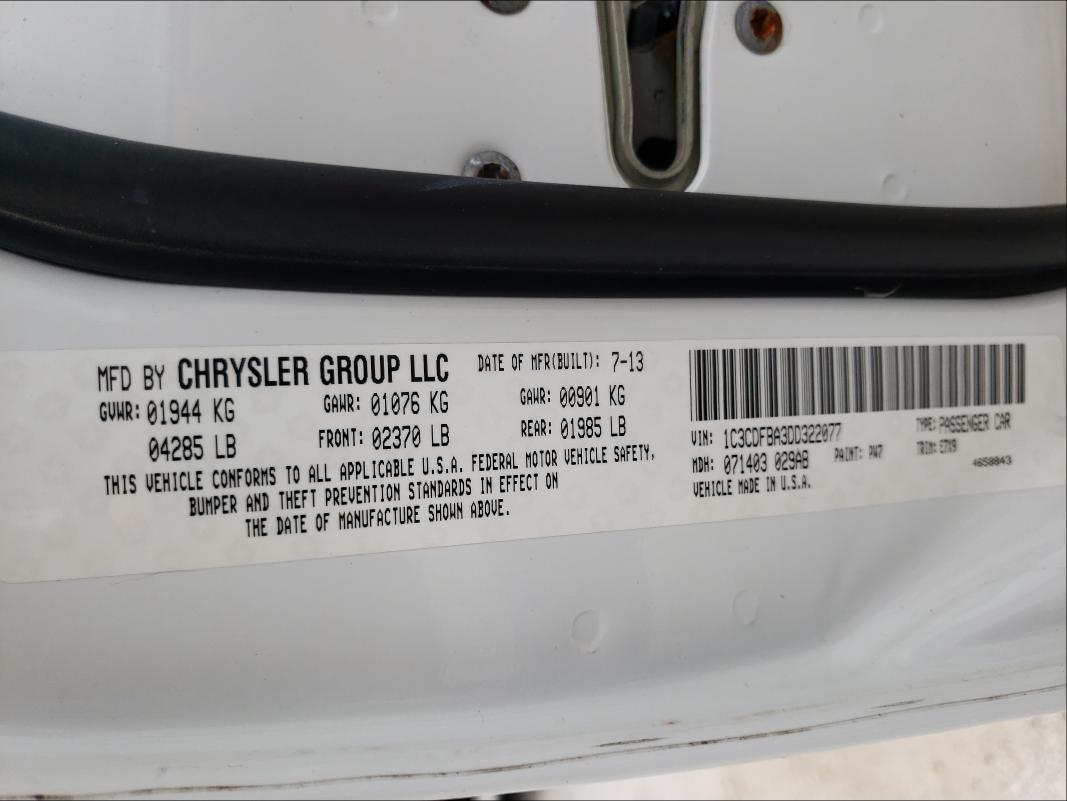 MFD BY CHRYSLER GROUP LLC DATE OF MFR(BUILT): 7-13
GVWR: 01944 KG GAWR: 01076 KG GAWR: 00901 KG
04285 LB FRONT: 02370 LB REAR: 01985 LB
THIS VEHICLE CONFORMS TO ALL APPLICABLE U.S.A. FEDERAL MOTOR VEHICLE SAFETY,
BUMPER AND THEFT PREVENTION STANDARDS IN EFFECT ON
THE DATE OF MANUFACTURE SHOWN ABOVE.
VIN: 1C3CDFBA3DD322077 TYPE: PASSENGER CAR
MDH: 071403 029AB PAINT: PW7 TRIM: E7X9
VEHICLE MADE IN U.S.A. 4658843